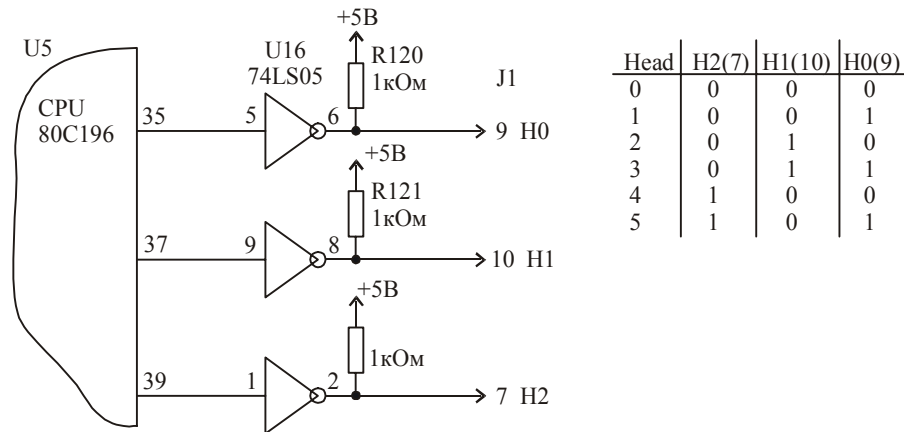 U5
CPU
80C196
35
37
39
U16
74LS05
5
6
9
8
1
2
+5В
R120
1кОм
+5В
R121
1кОм
+5В
1кОм
J1
9 H0
10 H1
7 H2
Head H2(7) H1(10) H0(9)
0 0 0 0
1 0 0 1
2 0 1 0
3 0 1 1
4 1 0 0
5 1 0 1